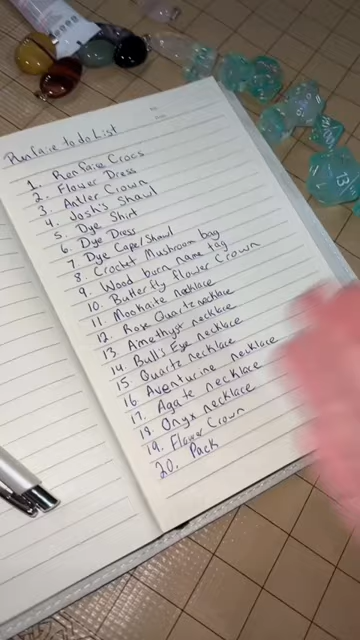 Renfaire to do List
1. Renfaire Crocs
2. Flower Dress
3. Antler Crown
4. Josh's Shawl
5. Dye Shirt
6. Dye Dress
7. Dye Cape/Shawl
8. Crochet Mushroom bag
9. Wood burn name tag
10. Butterfly flower Crown
11. Mookaite necklace
12. Rose Quartz necklace
13. Amethyst necklace
14. Bull's Eye necklace
15. Quartz necklace
16. Aventurine necklace
17. Agate necklace
18. Onyx necklace
19. Flower Crown
20. Pack
13